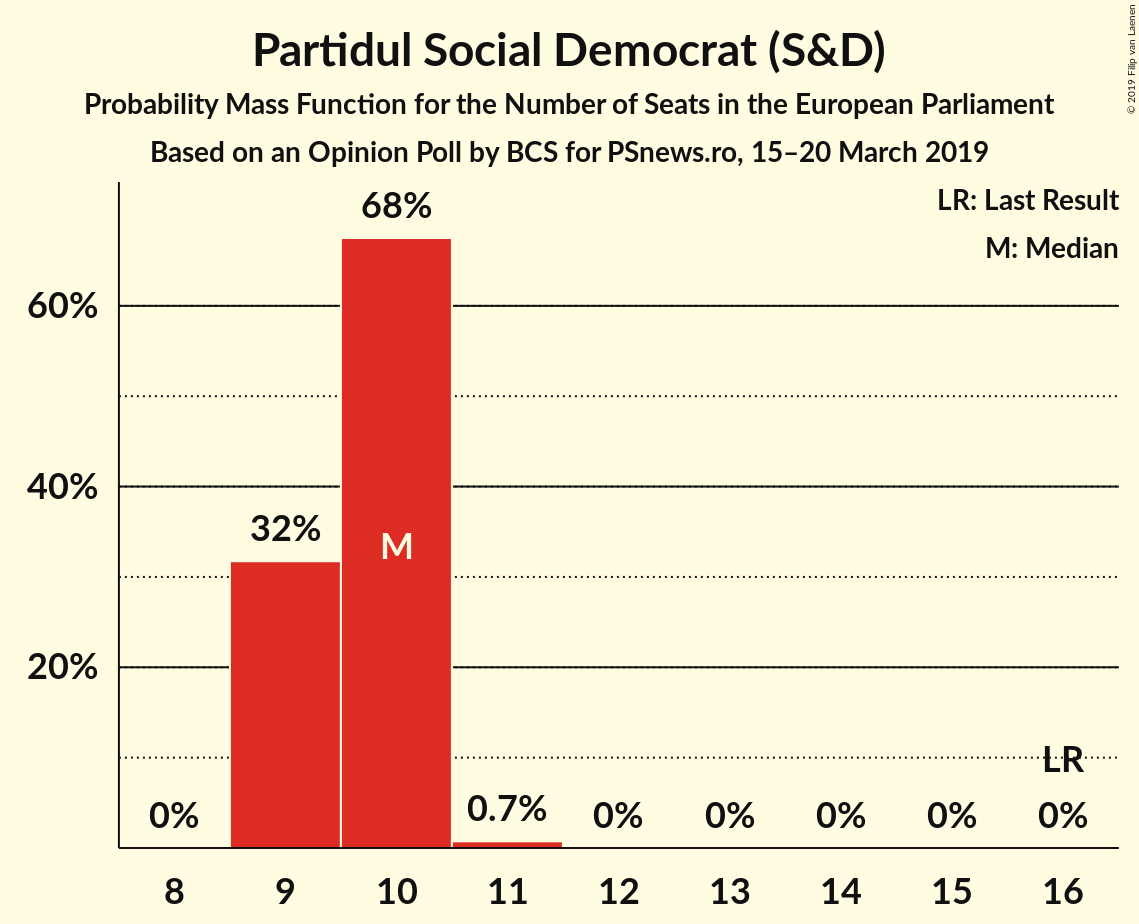 Partidul Social Democrat (S&D)
Probability Mass Function for the Number of Seats in the European Parliament
Based on an Opinion Poll by BCS for PSnews.ro, 15–20 March 2019
© 2019 Filip van Laenen
LR: Last Result
M: Median
68%
60%
40%
32%
M
20%
LR
0%
0.7%
0%
0%
0%
0%
0%
8
9
10
11
12
13
14
15
16